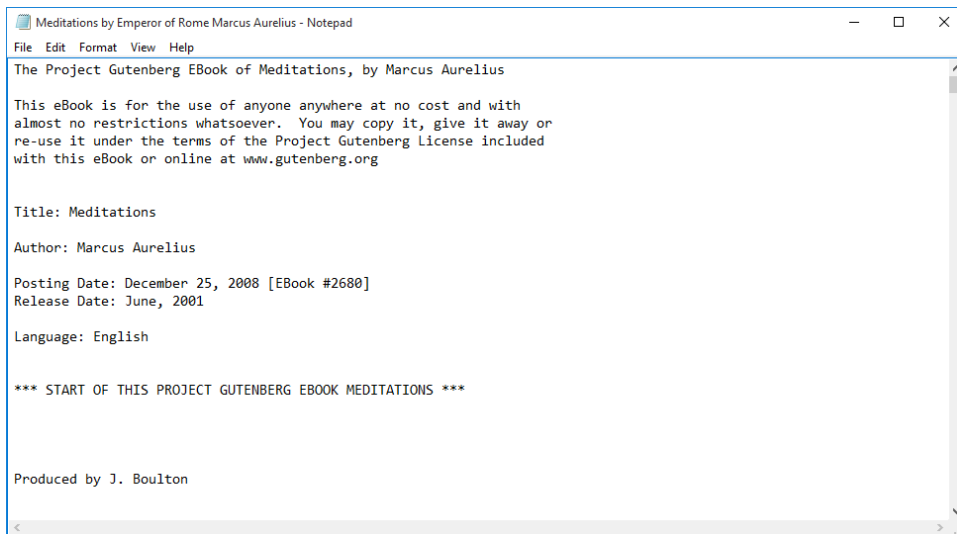 Meditations by Emperor of Rome Marcus Aurelius - Notepad
File Edit Format View Help
The Project Gutenberg EBook of Meditations, by Marcus Aurelius
This eBook is for the use of anyone anywhere at no cost and with
almost no restrictions whatsoever.  You may copy it, give it away or
re-use it under the terms of the Project Gutenberg License included
with this eBook or online at www.gutenberg.org
Title: Meditations
Author: Marcus Aurelius
Posting Date: December 25, 2008 [EBook #2680]
Release Date: June, 2001
Language: English
*** START OF THIS PROJECT GUTENBERG EBOOK MEDITATIONS ***
Produced by J. Boulton